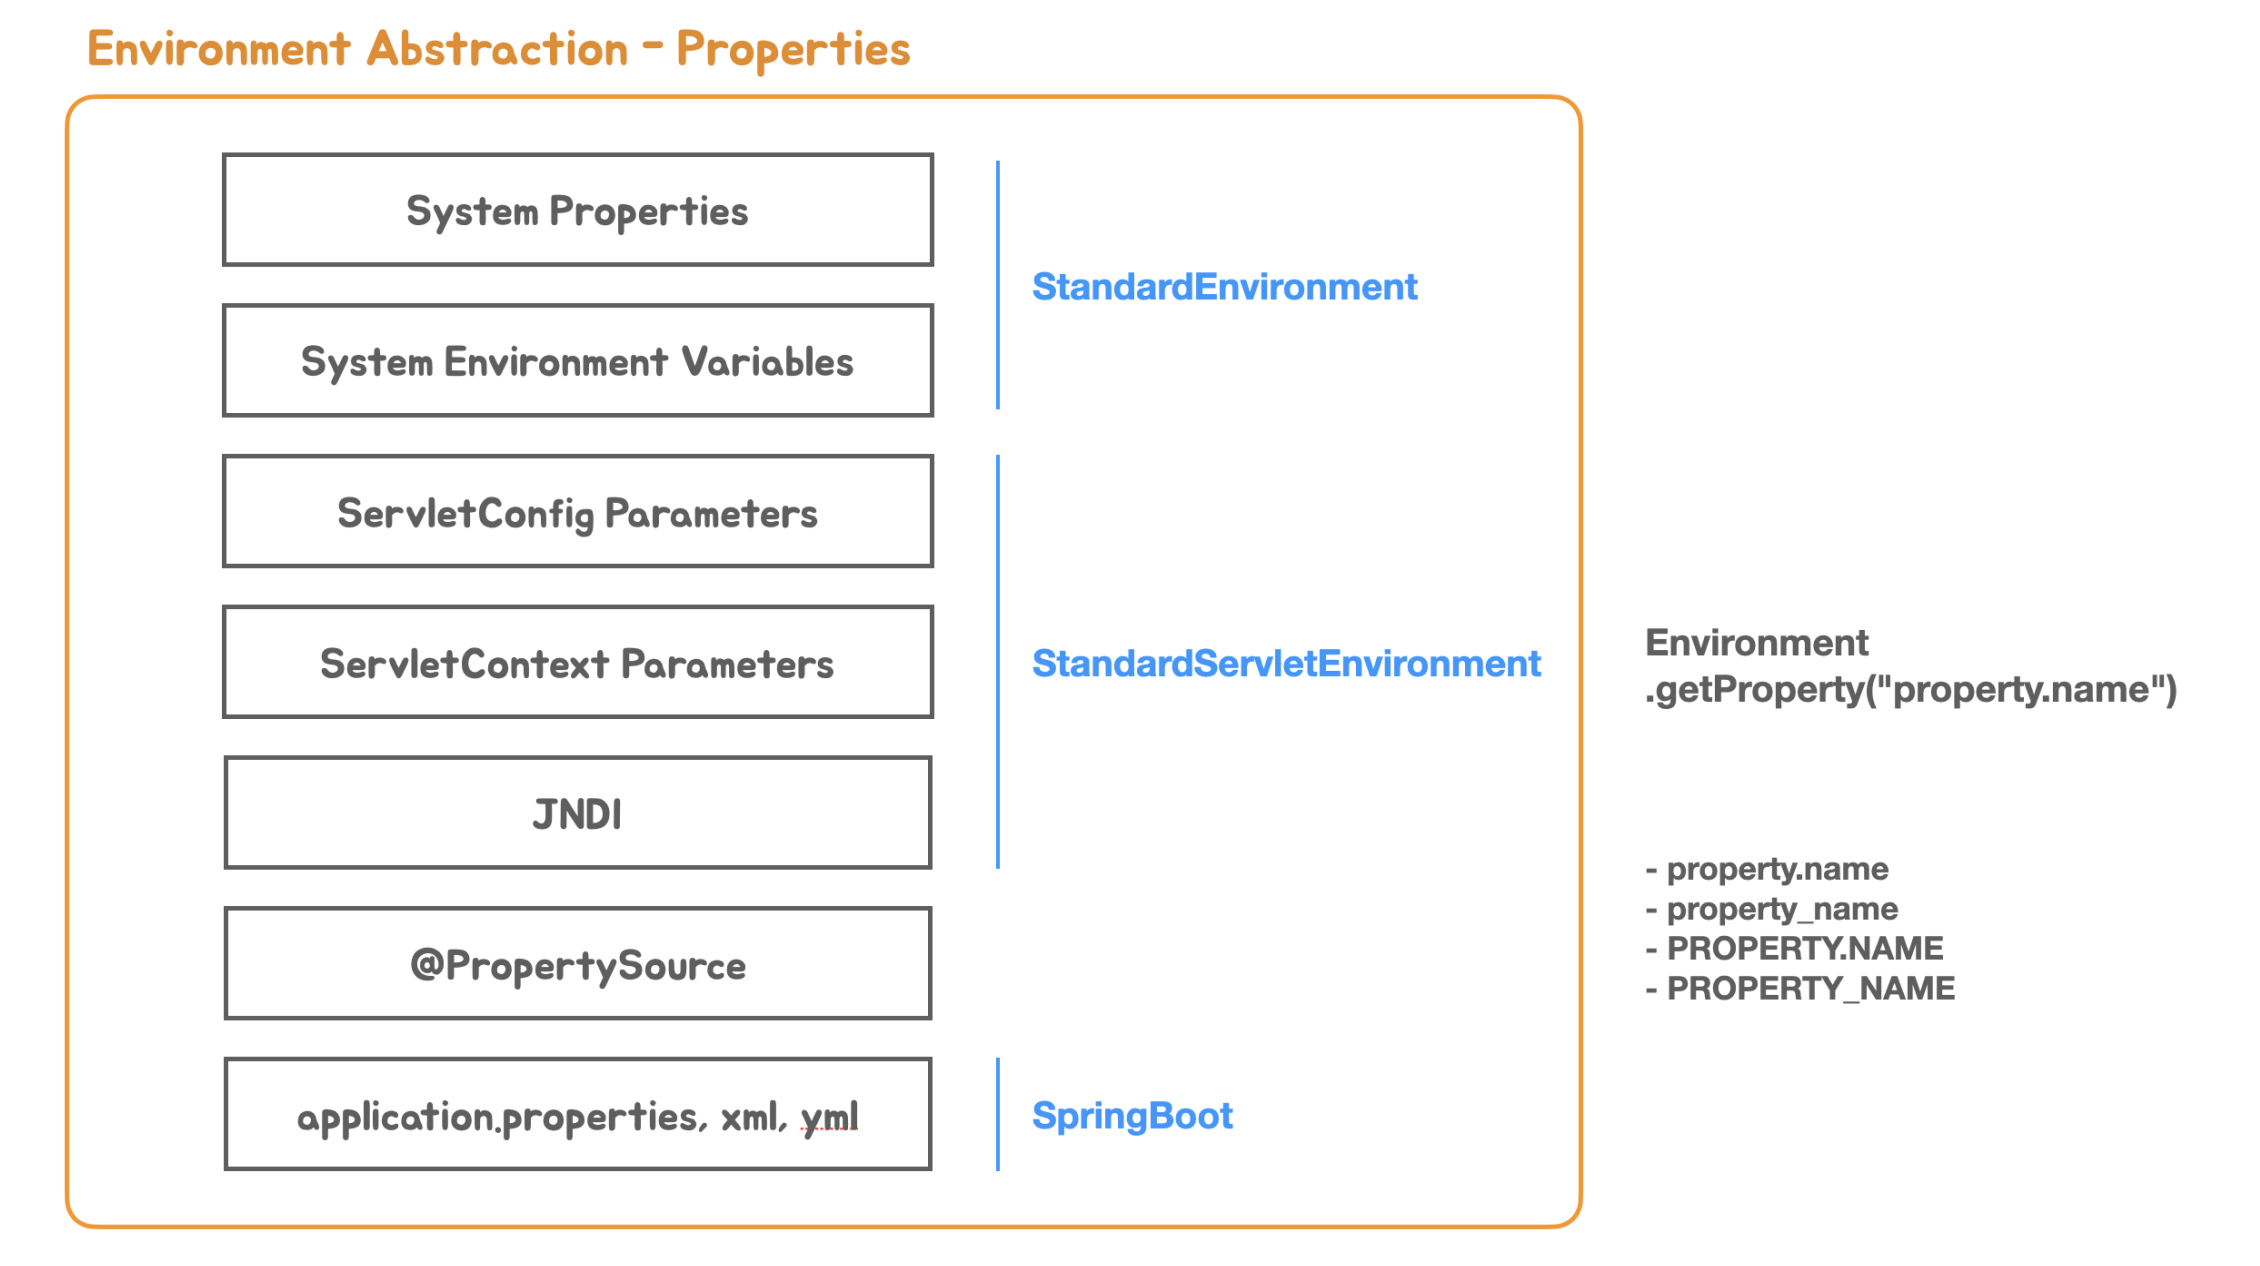 Environment Abstraction - Properties
System Properties
System Environment Variables
StandardEnvironment
ServletConfig Parameters
ServletContext Parameters
JNDI
StandardServletEnvironment
@PropertySource
application.properties, xml, yml
SpringBoot
Environment
.getProperty("property.name")
- property.name
- property_name
- PROPERTY.NAME
- PROPERTY_NAME